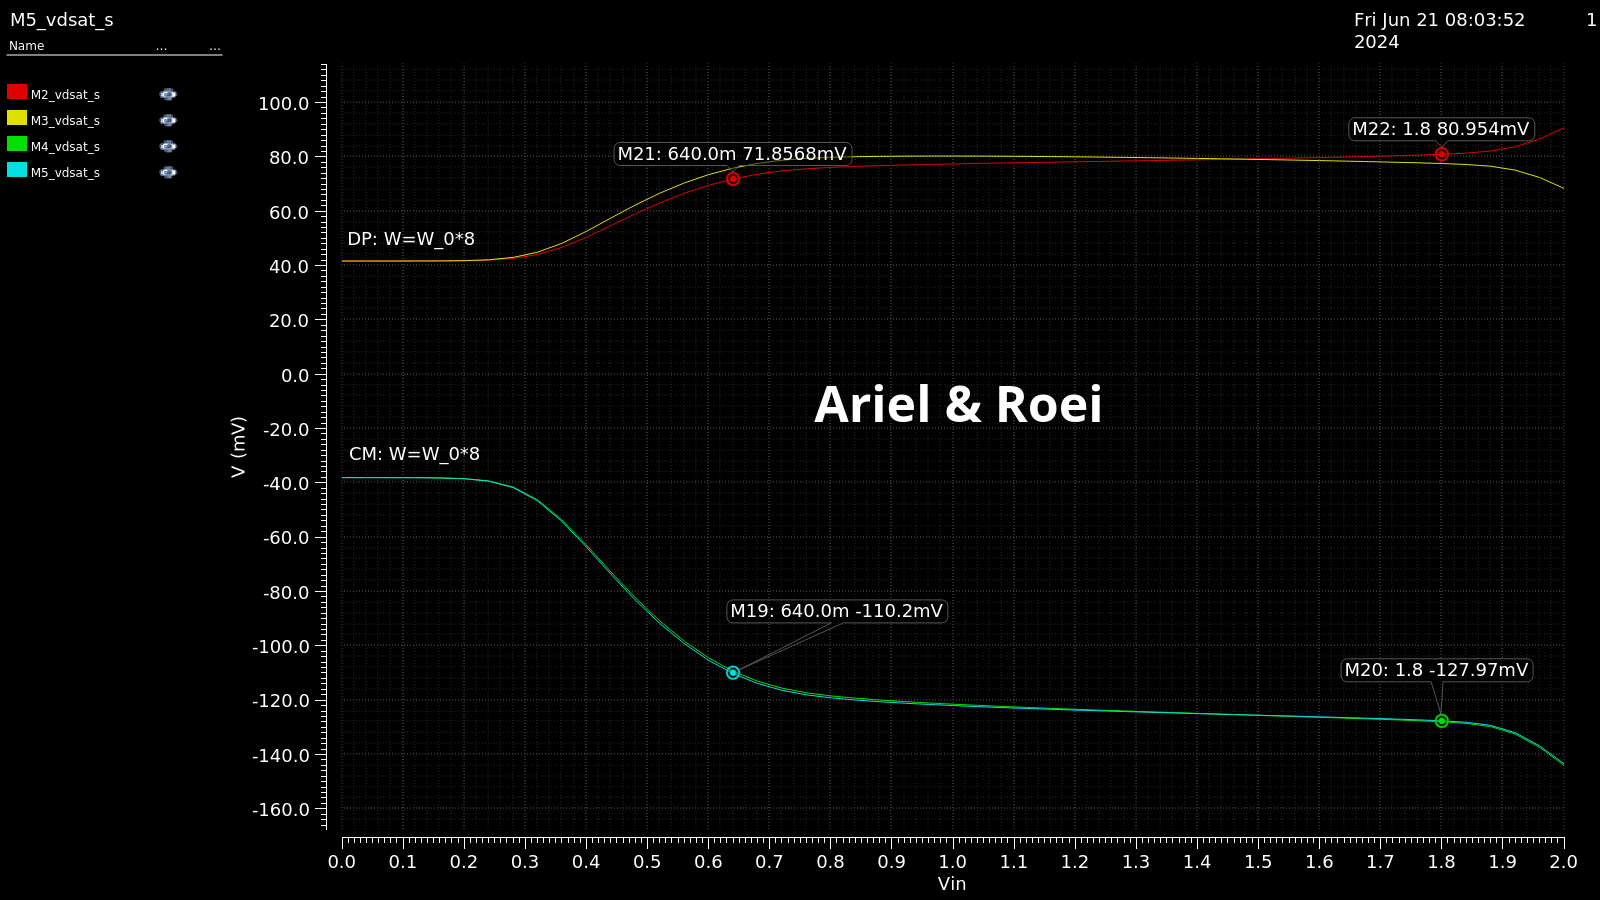 M5_vdsat_s
Fri Jun 21 08:03:52 1
2024
Name ... ...
M2_vdsat_s
M3_vdsat_s
M4_vdsat_s
M5_vdsat_s
100.0
80.0
60.0
40.0
20.0
0.0
-20.0
-40.0
-60.0
-80.0
-100.0
-120.0
-140.0
-160.0
V (mV)
M22: 1.8 80.954mV
M21: 640.0m 71.8568mV
DP: W=W_0*8
Ariel & Roei
CM: W=W_0*8
M19: 640.0m -110.2mV
M20: 1.8 -127.97mV
0.0 0.1 0.2 0.3 0.4 0.5 0.6 0.7 0.8 0.9 1.0 1.1 1.2 1.3 1.4 1.5 1.6 1.7 1.8 1.9 2.0
Vin